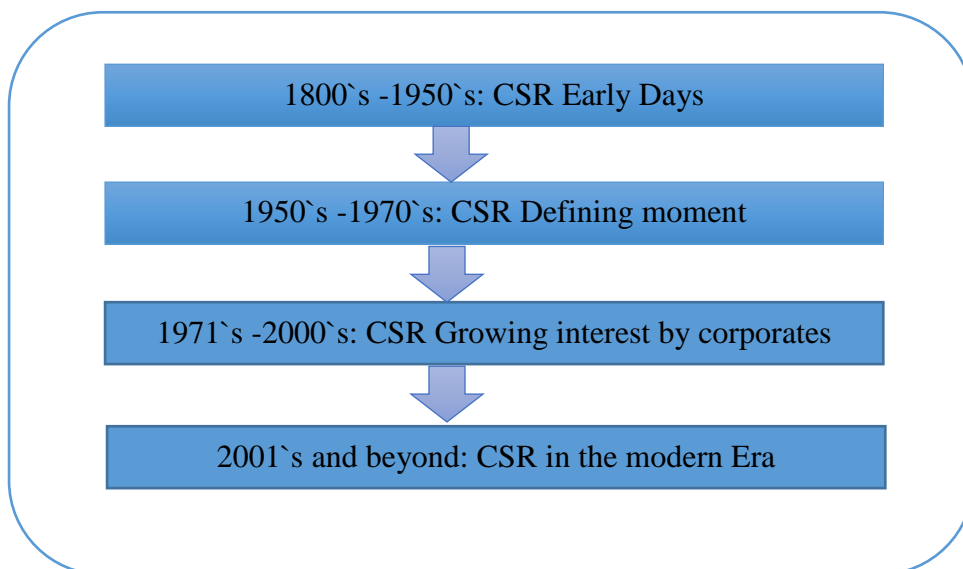 1800`s -1950`s: CSR Early Days
1950`s -1970`s: CSR Defining moment
1971`s -2000`s: CSR Growing interest by corporates
2001`s and beyond: CSR in the modern Era